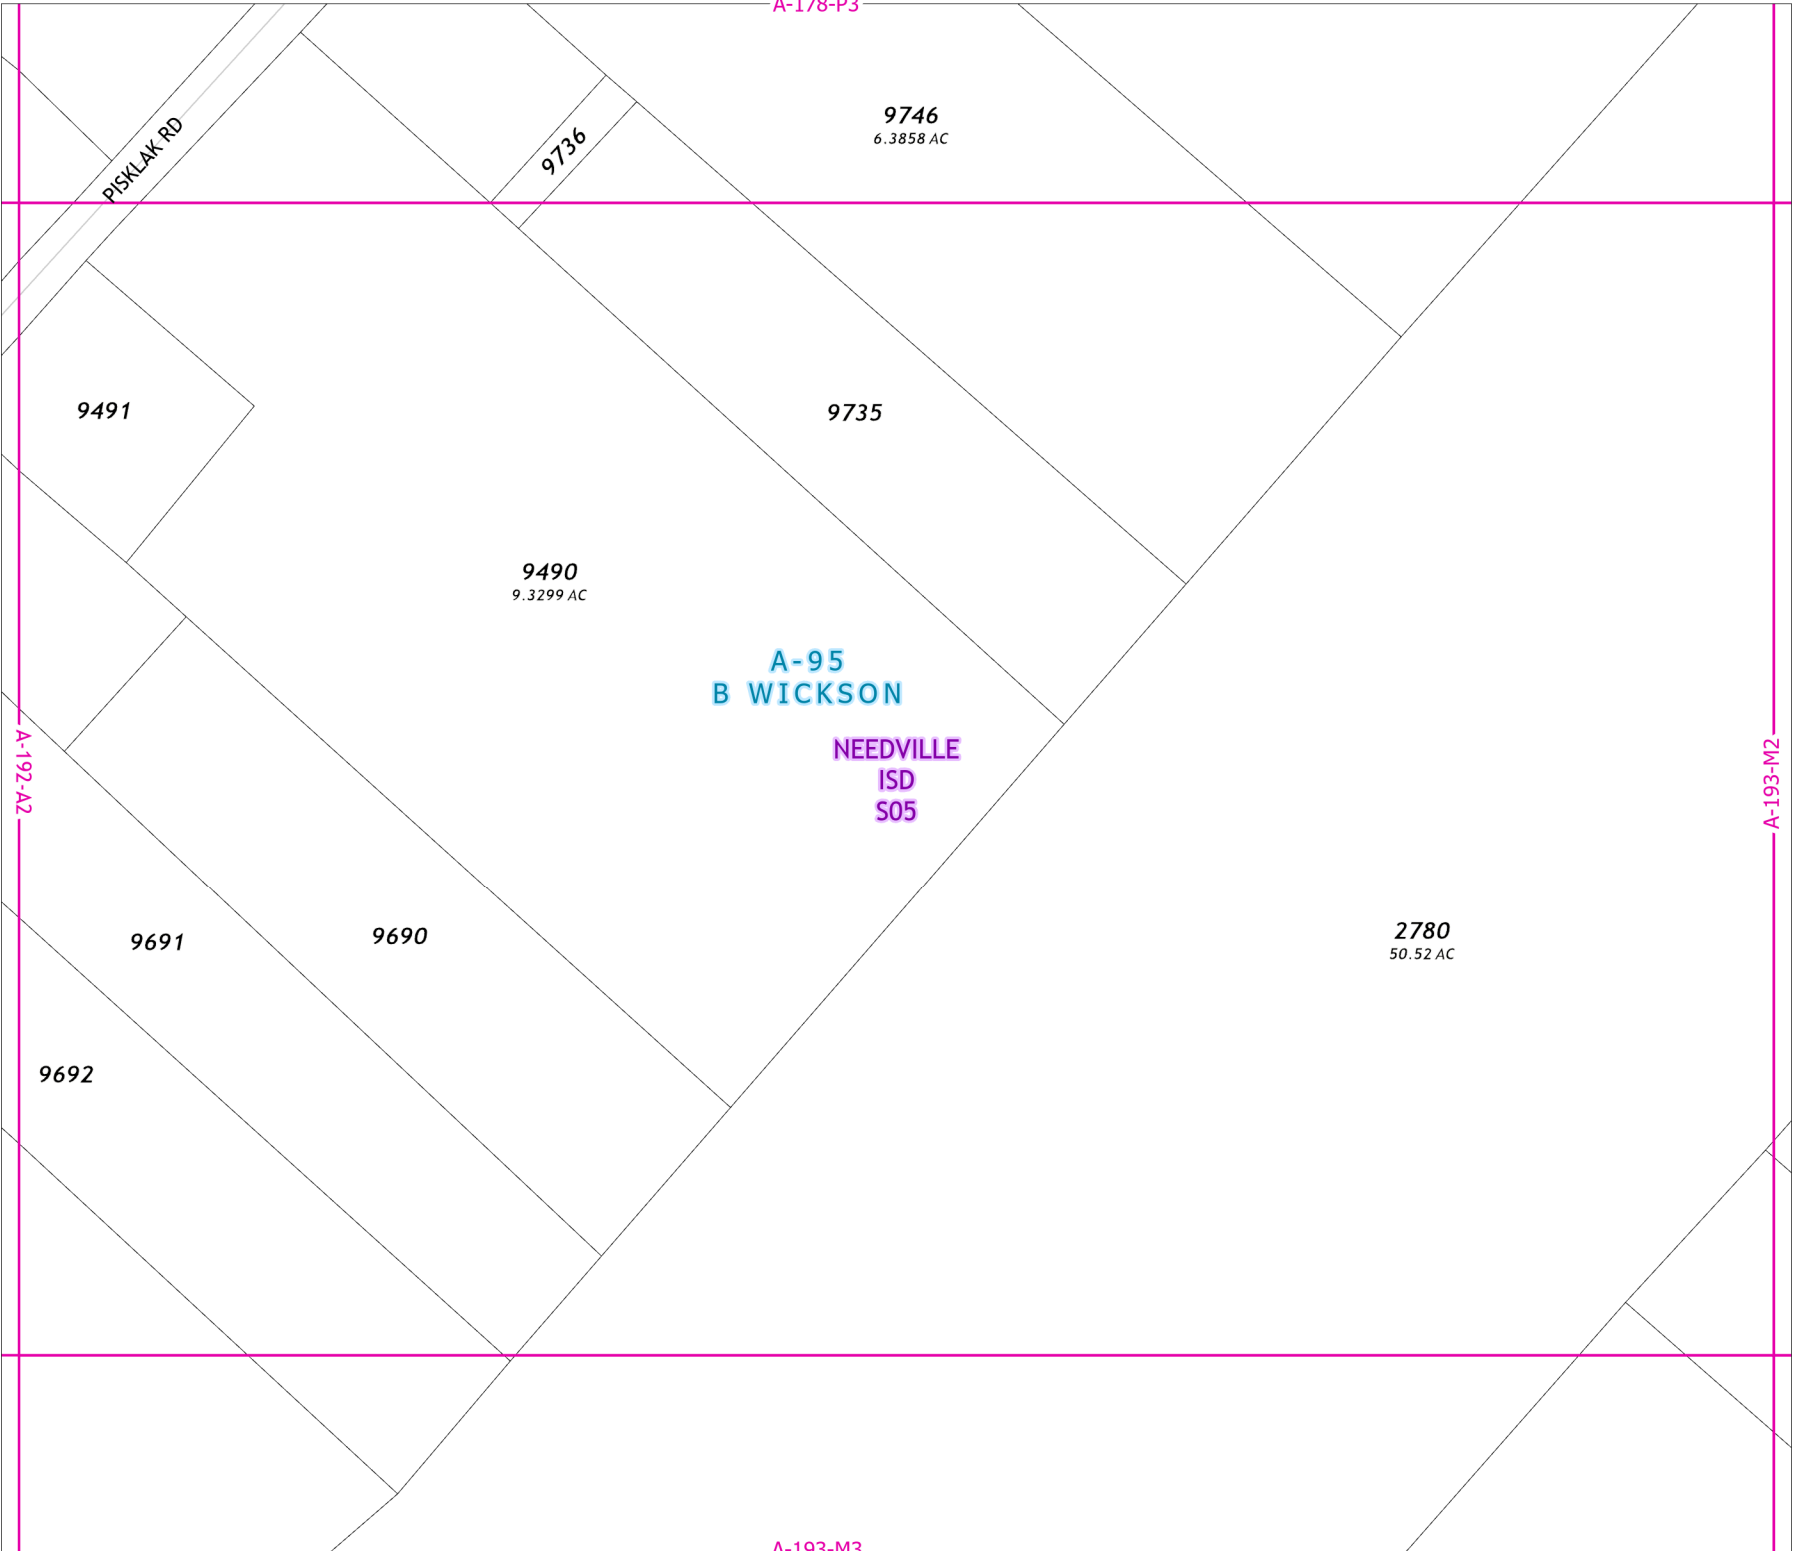 A-178-P3
9746
6.3858 AC
9736
PISKLAK RD
9491
9735
9490
9.3299 AC
A-95
B WICKSON
NEEDVILLE
ISD
S05
A-192-A2
A-193-M2
9691
9690
2780
50.52 AC
9692
A-193-M3